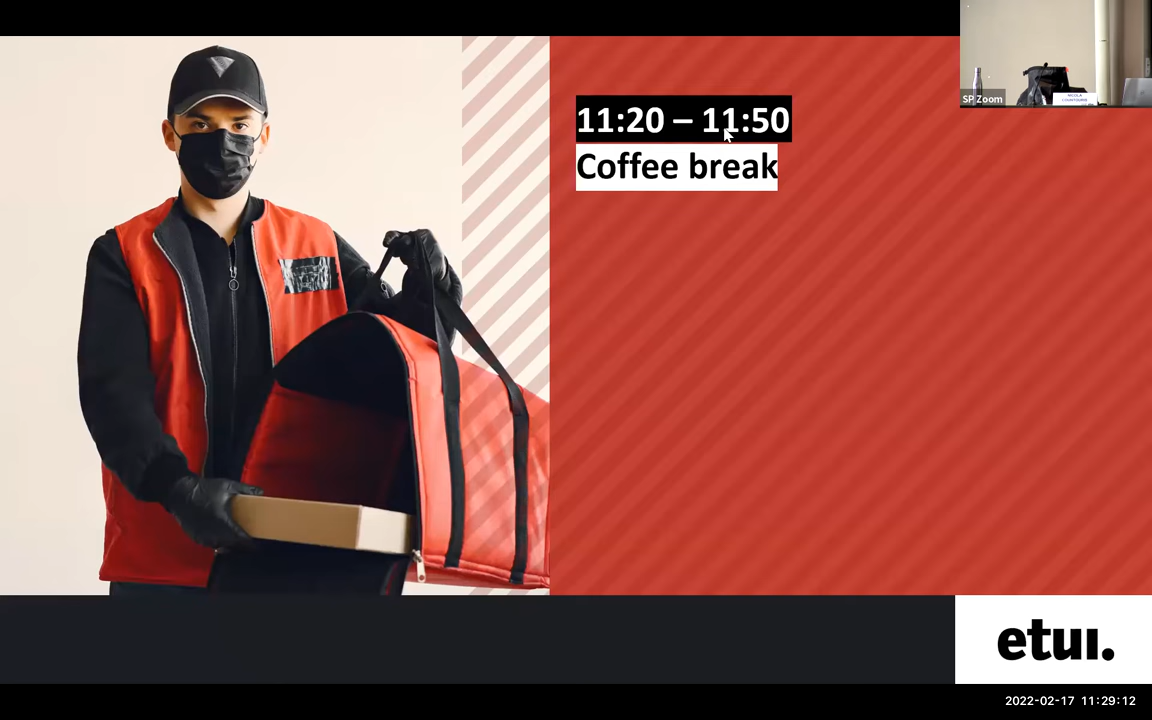 11:20 – 11:50
Coffee break
SP Zoom
etui.
2022-02-17 11:29:12